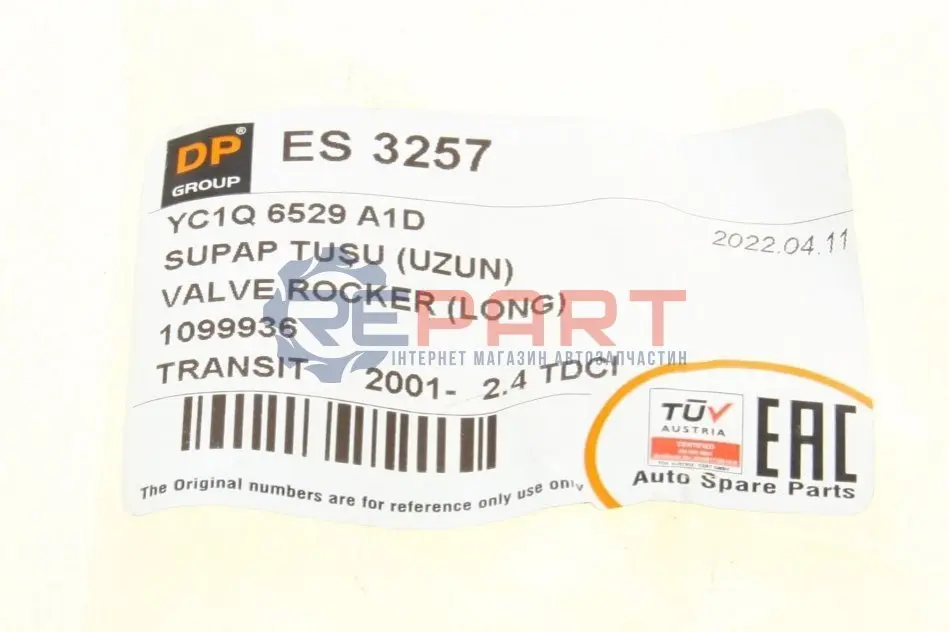 DP®
GROUP
ES 3257
YC1Q 6529 A1D
2022.04.11
SUPAP TUŞU (UZUN)
VALVE ROCKER (LONG)
1099936
TRANSIT 2001- 2.4 TDCI
REPART
ІНТЕРНЕТ МАГАЗИН АВТОЗАПЧАСТИН
TÜV
AUSTRIA
CERTIFIED
EAC
Auto Spare Parts
The Original numbers are for reference only use only